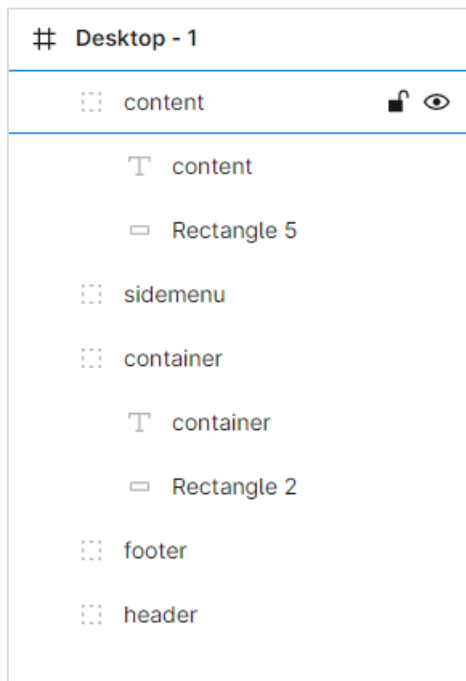 Desktop - 1
content
content
Rectangle 5
sidemenu
container
container
Rectangle 2
footer
header